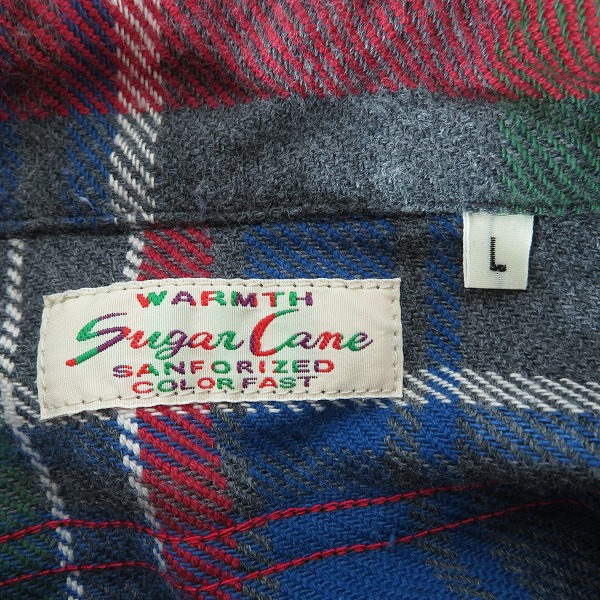 WARMTH
Sugar Cane
SANFORIZED
COLOR FAST
L